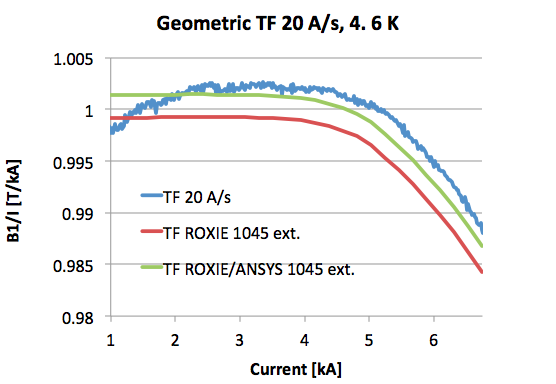 Geometric TF 20 A/s, 4. 6 K
1.005
1
0.995
0.99
0.985
0.98
B1/I [T/kA]
TF 20 A/s
TF ROXIE 1045 ext.
TF ROXIE/ANSYS 1045 ext.
1 2 3 4 5 6
Current [kA]